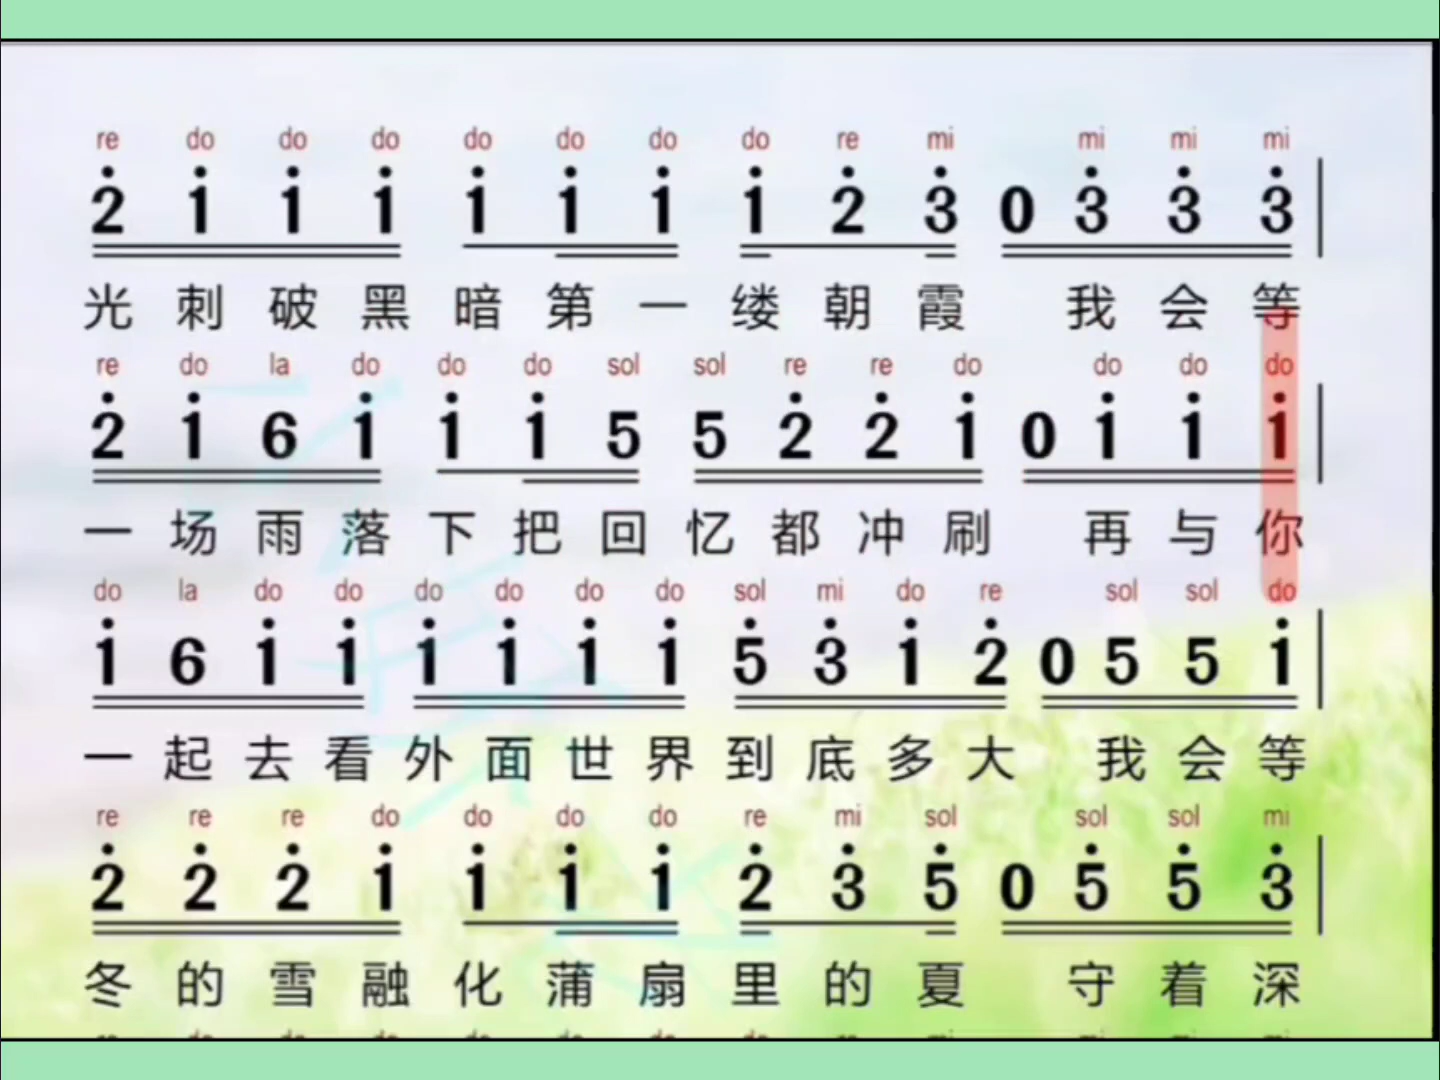 re do do do do do do do re mi mi mi mi
2 1 1 1 1 1 1 1 2 3 0 3 3 3
光刺破黑暗第一缕朝霞 我会等
re do la do do do sol sol re re do do do do
2 1 6 1 1 1 5 5 2 2 1 0 1 1 1
一场雨落下把回忆都冲刷 再与你
do la do do do do do do sol mi do re sol sol do
1 6 1 1 1 1 1 1 5 3 1 2 0 5 5 1
一起去看外面世界到底多大 我会等
re re re do do do do re mi sol sol sol mi
2 2 2 1 1 1 1 2 3 5 0 5 5 3
冬的雪融化蒲扇里的夏 守着深